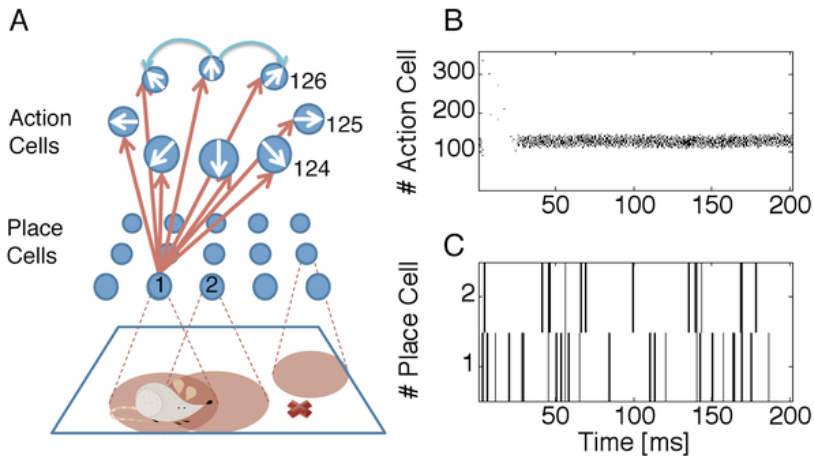 A
126
Action
Cells
125
124
Place
Cells
1
2
B
# Action Cell
300
200
100
50
100
150
200
C
# Place Cell
2
1
50
100
150
200
Time [ms]